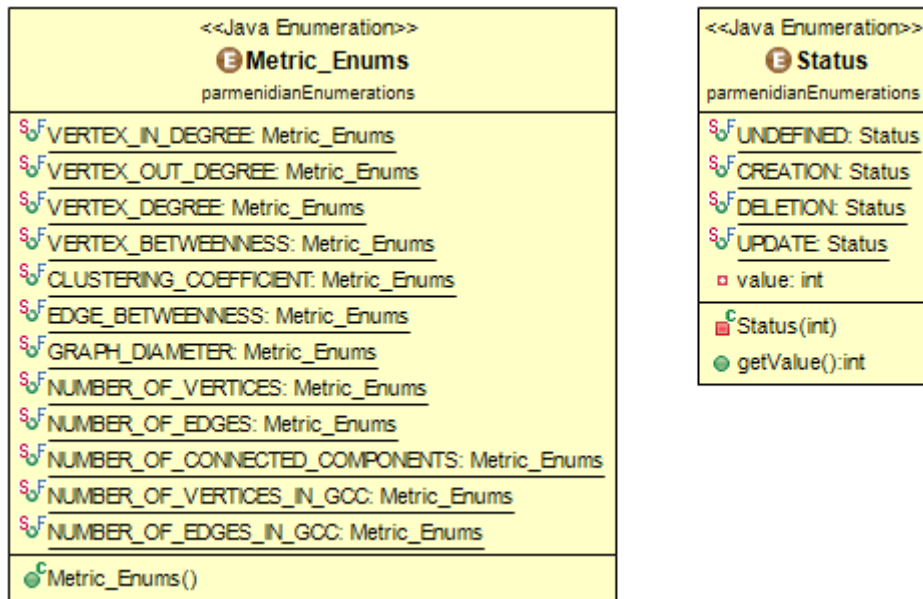 <<Java Enumeration>>
Metric_Enums
parmenidianEnumerations
VERTEX_IN_DEGREE: Metric_Enums
VERTEX_OUT_DEGREE: Metric_Enums
VERTEX_DEGREE: Metric_Enums
VERTEX_BETWEENNESS: Metric_Enums
CLUSTERING_COEFFICIENT: Metric_Enums
EDGE_BETWEENNESS: Metric_Enums
GRAPH_DIAMETER: Metric_Enums
NUMBER_OF_VERTICES: Metric_Enums
NUMBER_OF_EDGES: Metric_Enums
NUMBER_OF_CONNECTED_COMPONENTS: Metric_Enums
NUMBER_OF_VERTICES_IN_GCC: Metric_Enums
NUMBER_OF_EDGES_IN_GCC: Metric_Enums
Metric_Enums()
<<Java Enumeration>>
Status
parmenidianEnumerations
UNDEFINED: Status
CREATION: Status
DELETION: Status
UPDATE: Status
value: int
Status(int)
getValue():int